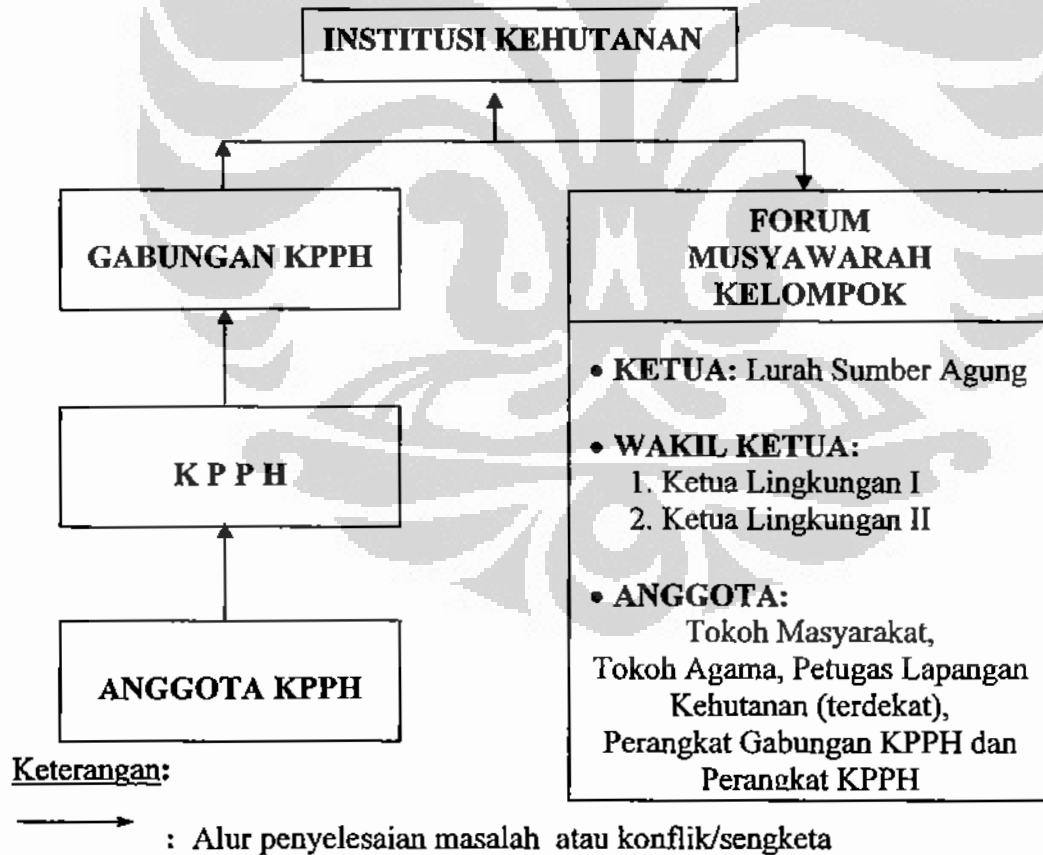 INSTITUSI KEHUTANAN
GABUNGAN KPPH
K P P H
ANGGOTA KPPH
FORUM
MUSYAWARAH
KELOMPOK
• KETUA: Lurah Sumber Agung
• WAKIL KETUA:
1. Ketua Lingkungan I
2. Ketua Lingkungan II
• ANGGOTA:
Tokoh Masyarakat,
Tokoh Agama, Petugas Lapangan
Kehutanan (terdekat),
Perangkat Gabungan KPPH dan
Perangkat KPPH
Keterangan:
: Alur penyelesaian masalah atau konflik/sengketa